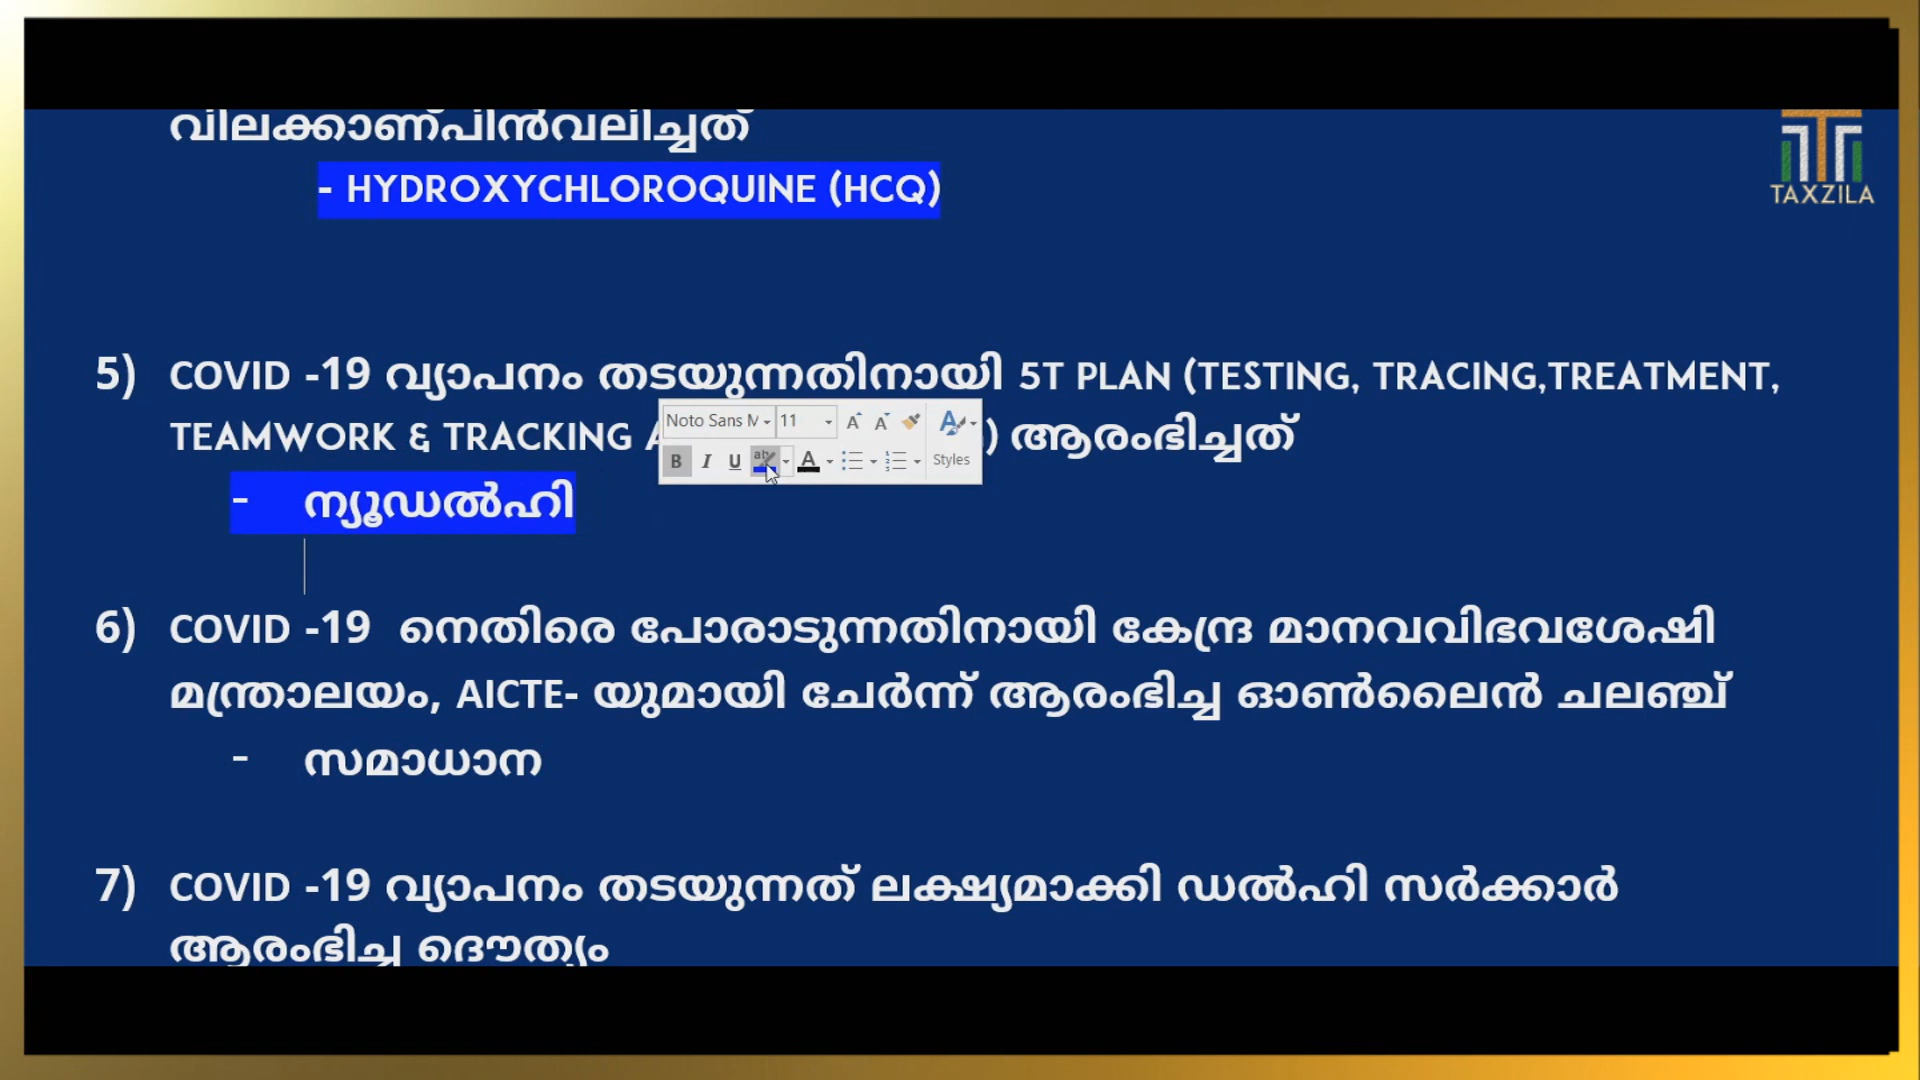 വിലക്കാണ്പിൻവലിച്ചത്
- HYDROXYCHLOROQUINE (HCQ)
TAXZILA
5) COVID -19 വ്യാപനം തടയുന്നതിനായി 5T PLAN (TESTING, TRACING,TREATMENT,
TEAMWORK & TRACKING ) ആരംഭിച്ചത്
Noto Sans M 11
B I U ab A Styles
- ന്യൂഡൽഹി
6) COVID -19 നെതിരെ പോരാടുന്നതിനായി കേന്ദ്ര മാനവവിഭവശേഷി
മന്ത്രാലയം, AICTE- യുമായി ചേർന്ന് ആരംഭിച്ച ഓൺലൈൻ ചലഞ്ച്
- സമാധാന
7) COVID -19 വ്യാപനം തടയുന്നത് ലക്ഷ്യമാക്കി ഡൽഹി സർക്കാർ
ആരംഭിച്ച ദൌത്യം